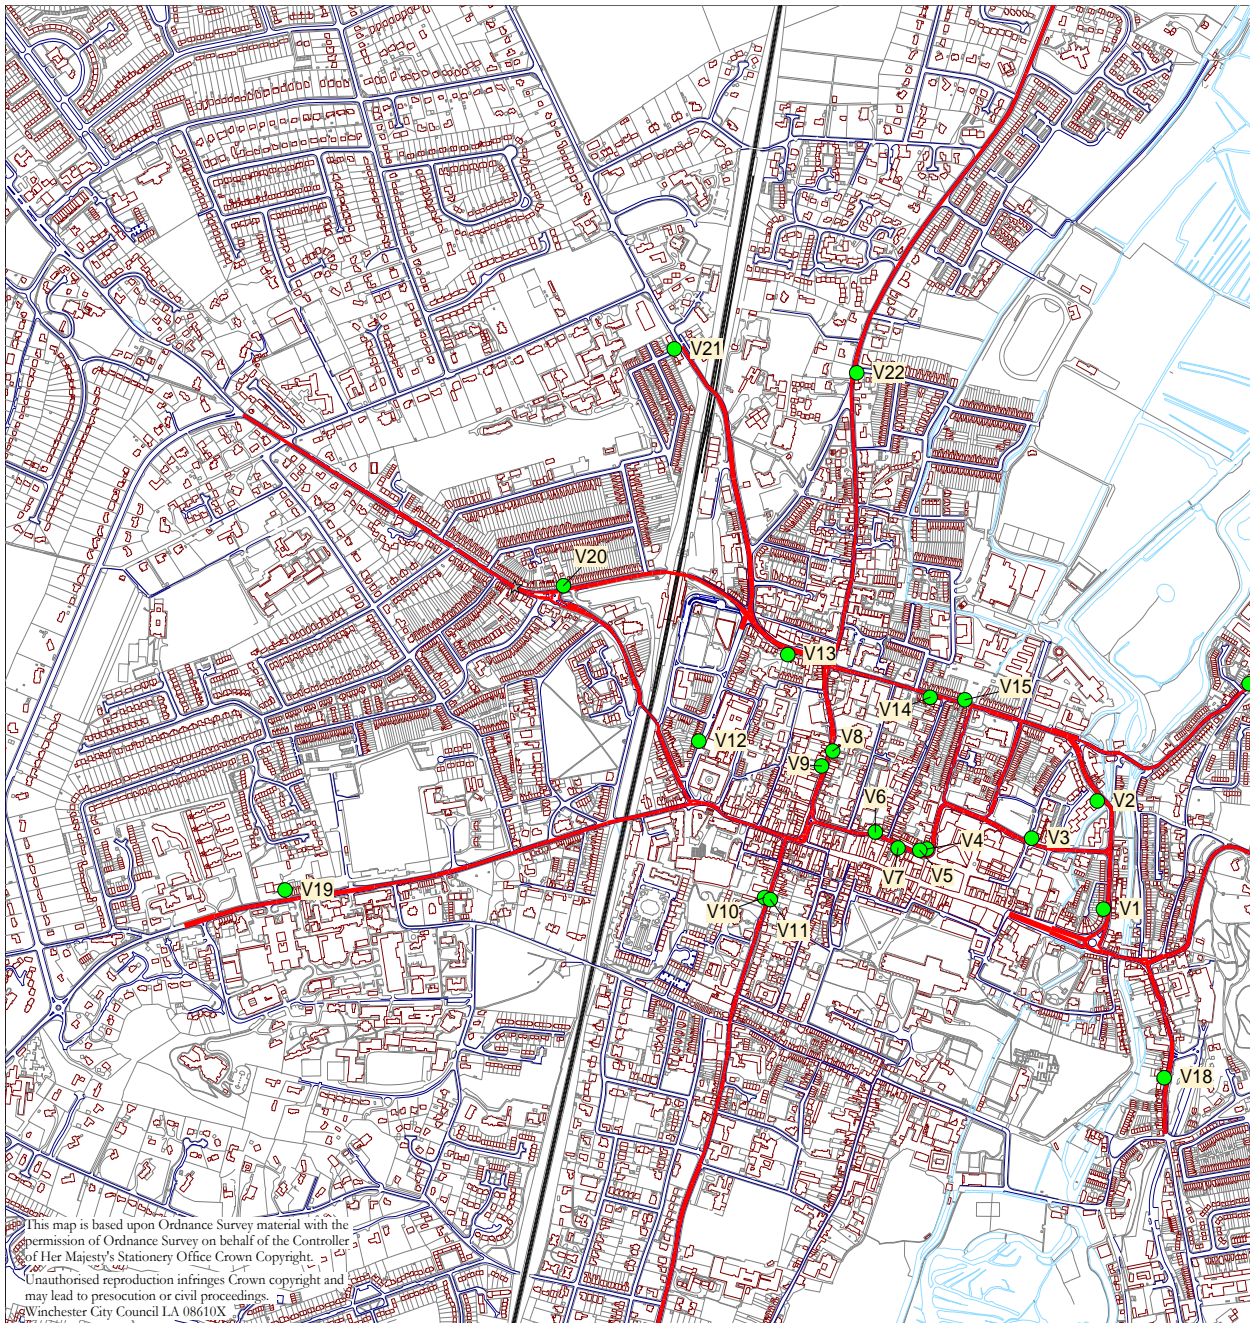 V21
V22
V20
V13
V15
V14
V12
V8
V9
V2
V6
V3
V4
V7
V5
V19
V10
V1
V11
V18
This map is based upon Ordnance Survey material with the
permission of Ordnance Survey on behalf of the Controller
of Her Majesty's Stationery Office Crown Copyright.
Unauthorised reproduction infringes Crown copyright and
may lead to presocution or civil proceedings.
Winchester City Council LA 08610X